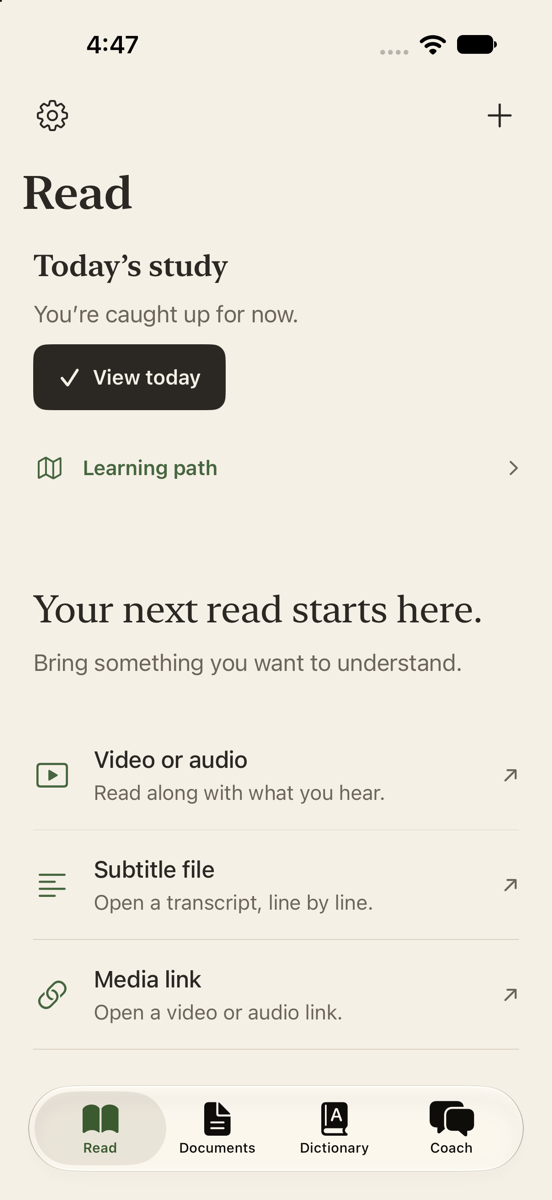 4:47
Read
Today’s study
You’re caught up for now.
View today
Learning path
Your next read starts here.
Bring something you want to understand.
Video or audio
Read along with what you hear.
Subtitle file
Open a transcript, line by line.
Media link
Open a video or audio link.
Read
Documents
Dictionary
Coach